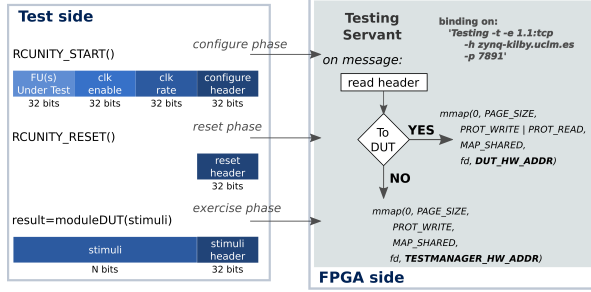 Test side
RCUNITY_START()
configure phase
FU(s)
Under Test
clk
enable
clk
rate
configure
header
32 bits
32 bits
32 bits
32 bits
RCUNITY_RESET()
reset phase
reset
header
32 bits
result=moduleDUT(stimuli)
exercise phase
stimuli
stimuli
header
N bits
32 bits
Testing
Servant
binding on:
'Testing -t -e 1.1:tcp
-h zynq-kilby.uclm.es
-p 7891'
on message:
read header
To
DUT
YES
mmap(0, PAGE_SIZE,
PROT_WRITE | PROT_READ,
MAP_SHARED,
fd, DUT_HW_ADDR)
NO
mmap(0, PAGE_SIZE,
PROT_WRITE,
MAP_SHARED,
fd, TESTMANAGER_HW_ADDR)
FPGA side